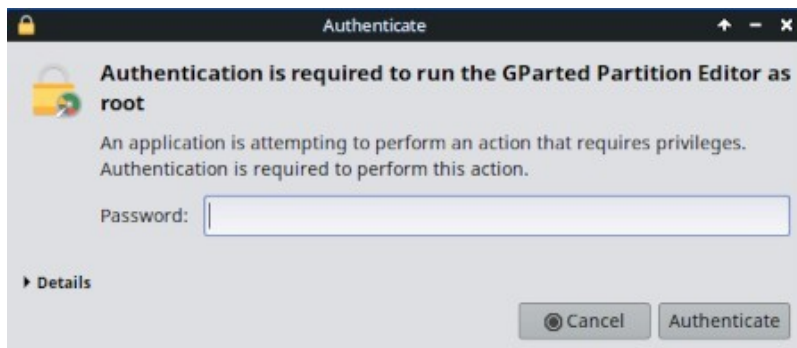 Authenticate
Authentication is required to run the GParted Partition Editor as
root
An application is attempting to perform an action that requires privileges.
Authentication is required to perform this action.
Password:
Details
Cancel Authenticate